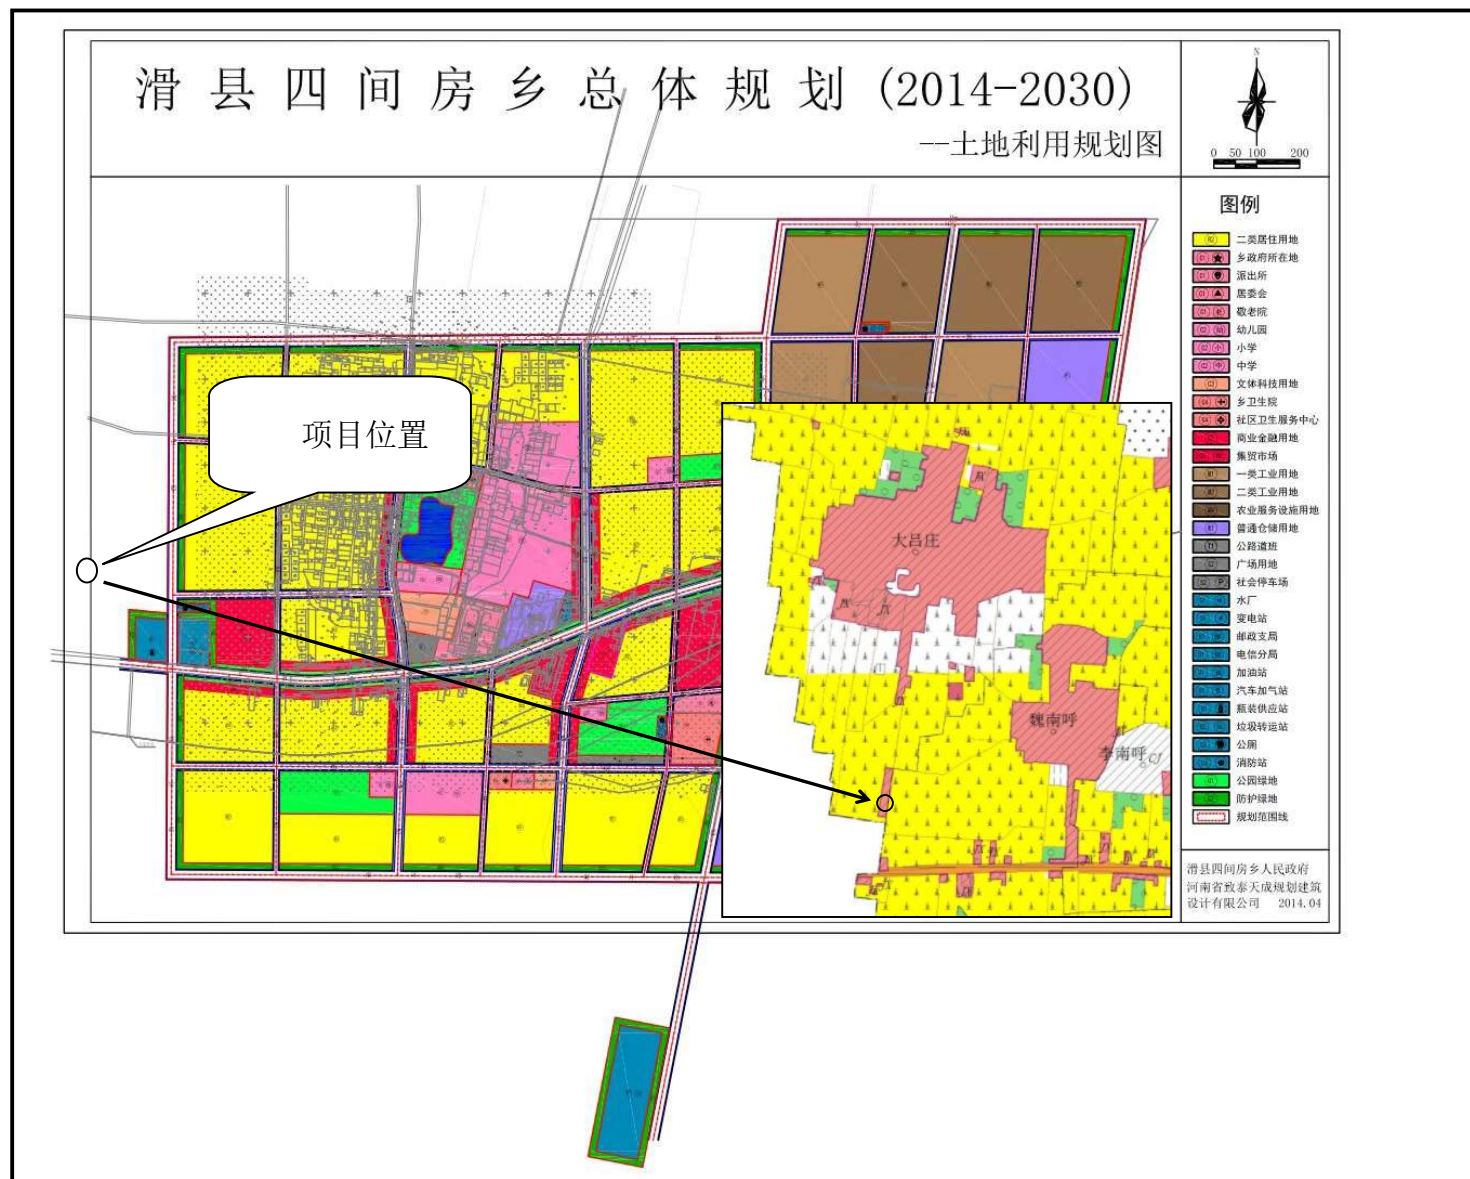 滑县四间房乡总体规划(2014-2030)
--土地利用规划图
N
0 50 100 200
图例
二类居住用地
乡政府所在地
派出所
居委会
敬老院
幼儿园
小学
中学
文体科技用地
乡卫生院
社区卫生服务中心
商业金融用地
集贸市场
一类工业用地
二类工业用地
农业服务设施用地
普通仓储用地
公路道班
广场用地
社会停车场
水厂
变电站
邮政支局
电信分局
加油站
汽车加气站
瓶装供应站
垃圾转运站
公厕
消防站
公园绿地
防护绿地
规划范围线
项目位置
大吕庄
魏南呼
李南呼
滑县四间房乡人民政府
河南省致泰天成规划建筑
设计有限公司 2014.04